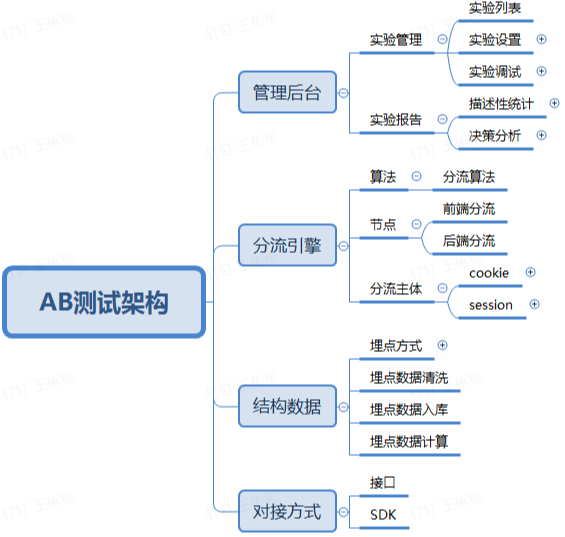 AB测试架构
管理后台
实验管理
实验列表
实验设置
实验调试
实验报告
描述性统计
决策分析
分流引擎
算法
分流算法
节点
前端分流
后端分流
分流主体
cookie
session
结构数据
埋点方式
埋点数据清洗
埋点数据入库
埋点数据计算
对接方式
接口
SDK
钉钉 王彬彬